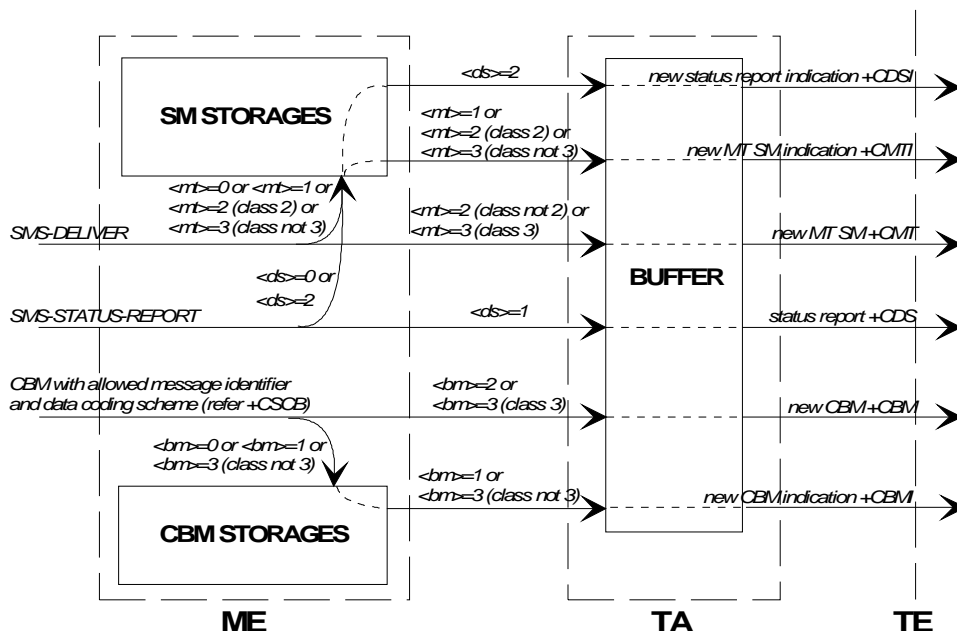 <ds>=2
new status report indication +CDSI
SM STORAGES
<mt>=1 or
<mt>=2 (class 2) or
<mt>=3 (class not 3)
new MT SM indication +CMTI
<mt>=0 or <mt>=1 or
<mt>=2 (class 2) or
<mt>=3 (class not 3)
<mt>=2 (class not 2)
<mt>=3 (class 3)
SMS-DELIVER
new MT SM +CMT
BUFFER
<ds>=0 or
<ds>=2
SMS-STATUS-REPORT
<ds>=1
status report +CDS
CBM with allowed message identifier
and data coding scheme (refer +CSCB)
<bm>=2 or
<bm>=3 (class 3)
new CBM +CBM
<bm>=0 or <bm>=1 or
<bm>=3 (class not 3)
<bm>=1 or
<bm>=3 (class not 3)
new CBM indication +CBMI
CBM STORAGES
ME
TA
TE